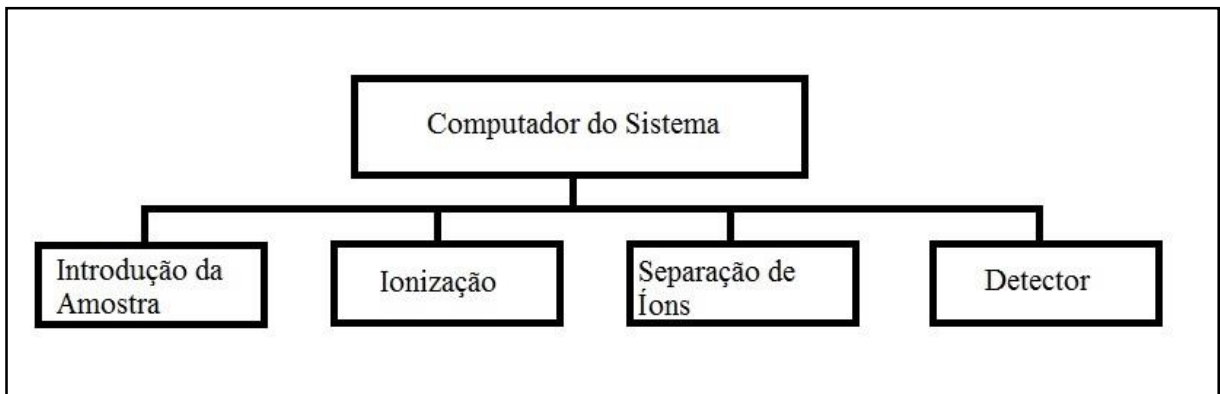 Computador do Sistema
Introdução da
Amostra
Ionização
Separação de
Íons
Detector